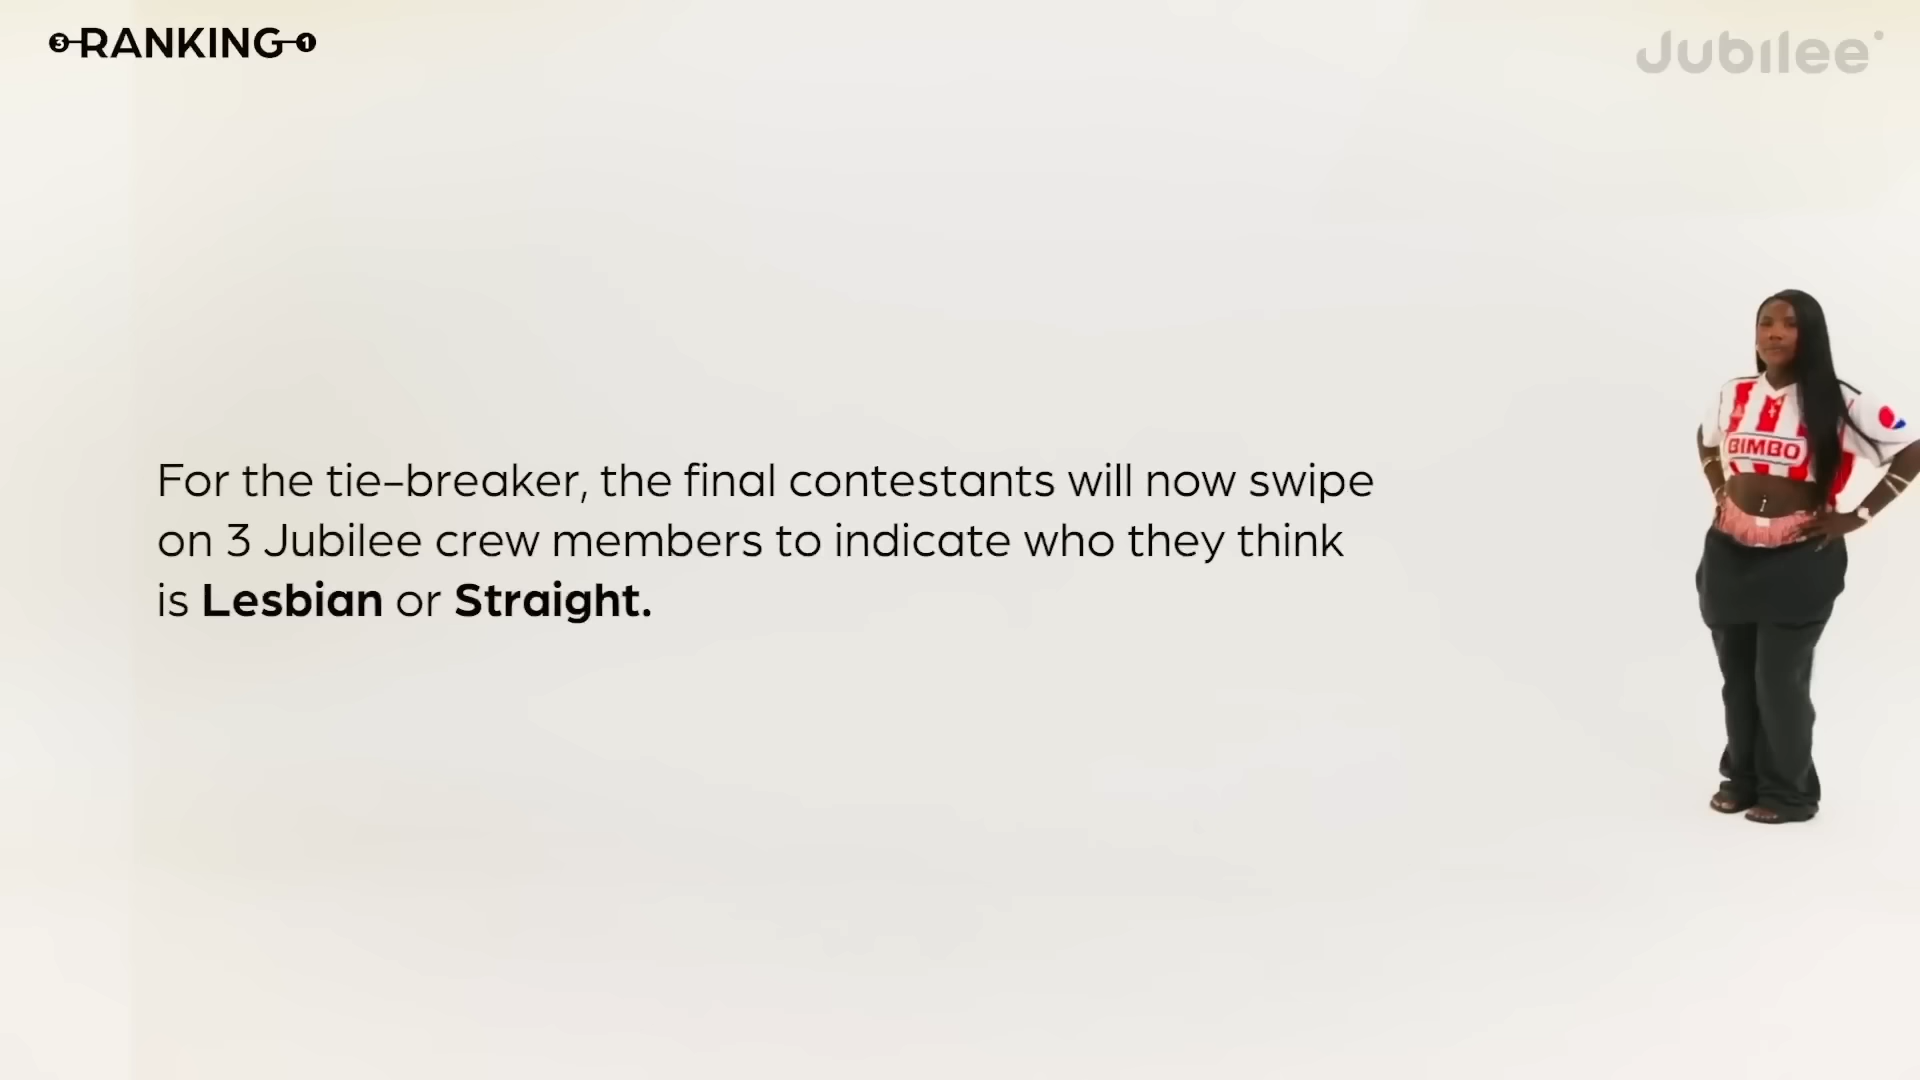 3 RANKING 1
Jubilee
For the tie-breaker, the final contestants will now swipe
on 3 Jubilee crew members to indicate who they think
is Lesbian or Straight.
BIMBO